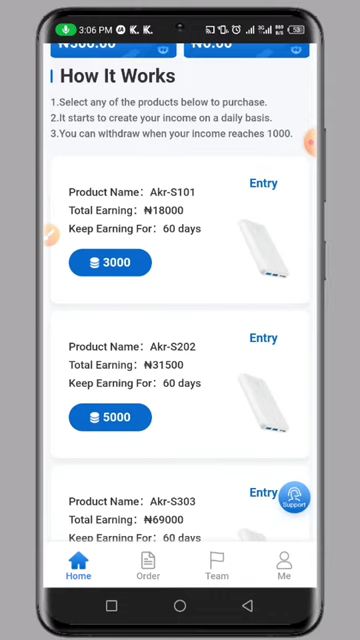 3:06 PM
₦500.00 ₦0.00
How It Works
1.Select any of the products below to purchase.
2.It starts to create your income on a daily basis.
3.You can withdraw when your income reaches 1000.
Entry
Product Name：Akr-S101
Total Earning：₦18000
Keep Earning For：60 days
3000
Entry
Product Name：Akr-S202
Total Earning：₦31500
Keep Earning For：60 days
5000
Entry
Product Name：Akr-S303
Total Earning：₦69000
Keep Earning For：60 days
Support
Home Order Team Me